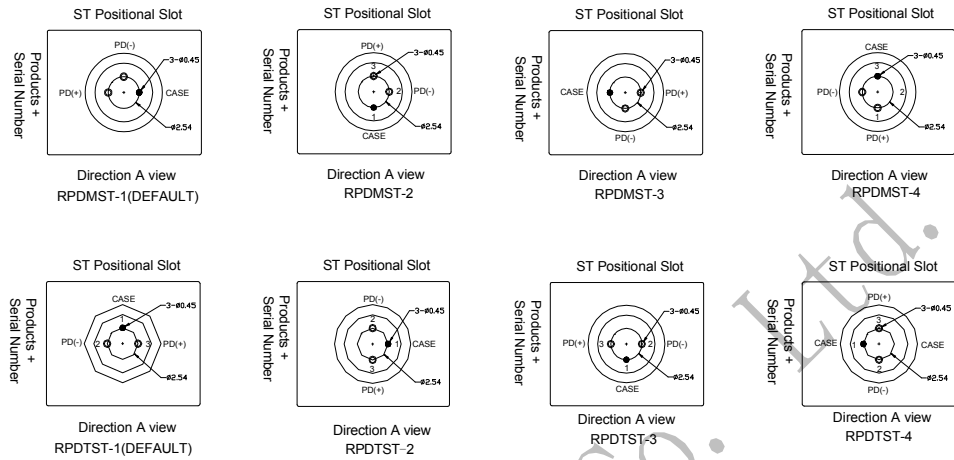 ST Positional Slot
Products +
Serial Number
PD(-)
3-ø0.45
PD(+)
CASE
ø2.54
Direction A view
RPDMST-1(DEFAULT)
ST Positional Slot
Products +
Serial Number
PD(+)
3-ø0.45
3
2
PD(-)
1
ø2.54
CASE
Direction A view
RPDMST-2
ST Positional Slot
Products +
Serial Number
3-ø0.45
CASE
PD(+)
ø2.54
PD(-)
Direction A view
RPDMST-3
ST Positional Slot
Products +
Serial Number
CASE
3-ø0.45
3
PD(-)
2
1
ø2.54
PD(+)
Direction A view
RPDMST-4
ST Positional Slot
Products +
Serial Number
CASE
3-ø0.45
1
PD(-)
2
3
PD(+)
ø2.54
Direction A view
RPDTST-1(DEFAULT)
ST Positional Slot
Products +
Serial Number
PD(-)
3-ø0.45
2
1
CASE
3
ø2.54
PD(+)
Direction A view
RPDTST-2
ST Positional Slot
Products +
Serial Number
3-ø0.45
PD(+)
3
2
PD(-)
1
ø2.54
CASE
Direction A view
RPDTST-3
ST Positional Slot
Products +
Serial Number
PD(+)
3-ø0.45
3
CASE
1
CASE
2
ø2.54
PD(-)
Direction A view
RPDTST-4
Co. Ltd.